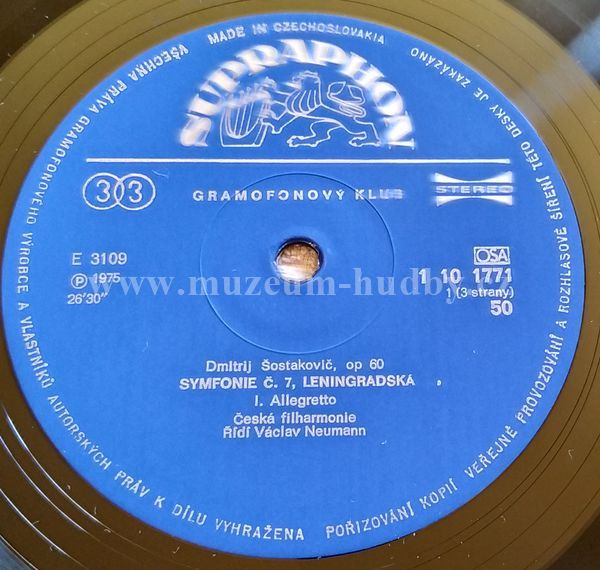 MADE IN CZECHOSLOVAKIA
SUPRAPHON
33
GRAMOFONOVÝ KLUB
STEREO
E 3109
Ⓟ 1975
26'30"
OSA
1 10 1771
(3 strany)
50
www.muzeum-hudby.cz
Dmitrij Šostakovič, op 60
SYMFONIE Č. 7, LENINGRADSKÁ
I. Allegretto
Česká filharmonie
Řídí Václav Neumann
VŠECHNA PRÁVA GRAMOFONOVÉHO VÝROBCE A VLASTNÍKŮ AUTORSKÝCH PRÁV K DÍLU VYHRAŽENA
POŘIZOVÁNÍ KOPIÍ VEŘEJNÉ PROVOZOVÁNÍ A ROZHLASOVÉ ŠÍŘENÍ TÉTO DESKY JE ZAKÁZÁNO